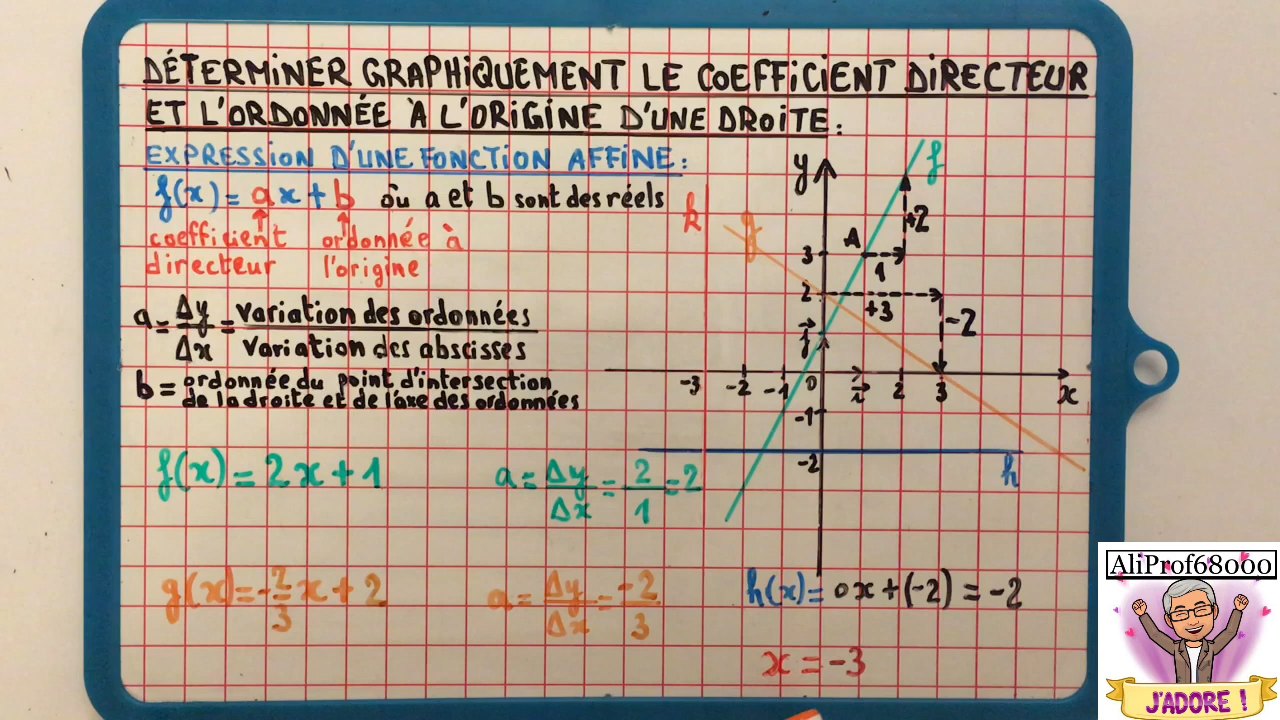 DÉTERMINER GRAPHIQUEMENT LE COEFFICIENT DIRECTEUR
ET L'ORDONNÉE À L'ORIGINE D'UNE DROITE :
EXPRESSION D'UNE FONCTION AFFINE :
f(x) = ax + b où a et b sont des réels
coefficient ordonnée à
directeur l'origine
a = Δy/Δx = variation des ordonnées / variation des abscisses
b = ordonnée du point d'intersection
de la droite et de l'axe des ordonnées
f(x) = 2x + 1
a = Δy/Δx = 2/1 = 2
g(x) = -2/3 x + 2
a = Δy/Δx = -2/3
h(x) = 0x + (-2) = -2
x = -3
y
f
k
g
A
+2
3
1
2
+3
-2
j
-3 -2 -1 0 i 2 3 x
-1
-2
h
AliProf68000
J'ADORE !